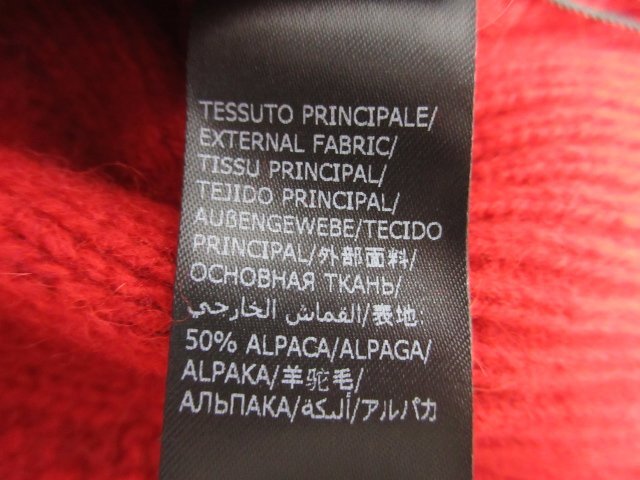 TESSUTO PRINCIPALE/
EXTERNAL FABRIC/
TISSU PRINCIPAL/
TEJIDO PRINCIPAL/
AUßENGEWEBE/TECIDO
PRINCIPAL/外部面料/
ОСНОВНАЯ ТКАНЬ/
القماش الخارجي/表地:
50% ALPACA/ALPAGA/
ALPAKA/羊驼毛/
АЛЬПАКА/ألبكة/アルパカ